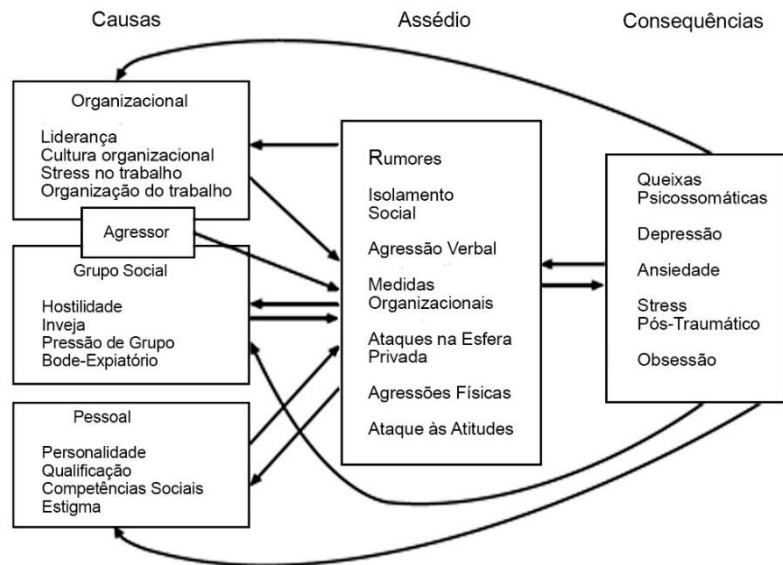 Causas
Assédio
Consequências
Organizacional
Liderança
Cultura organizacional
Stress no trabalho
Organização do trabalho
Agressor
Grupo Social
Hostilidade
Inveja
Pressão de Grupo
Bode-Expiatório
Pessoal
Personalidade
Qualificação
Competências Sociais
Estigma
Rumores
Isolamento
Social
Agressão Verbal
Medidas
Organizacionais
Ataques na Esfera
Privada
Agressões Físicas
Ataque às Atitudes
Queixas
Psicossomáticas
Depressão
Ansiedade
Stress
Pós-Traumático
Obsessão